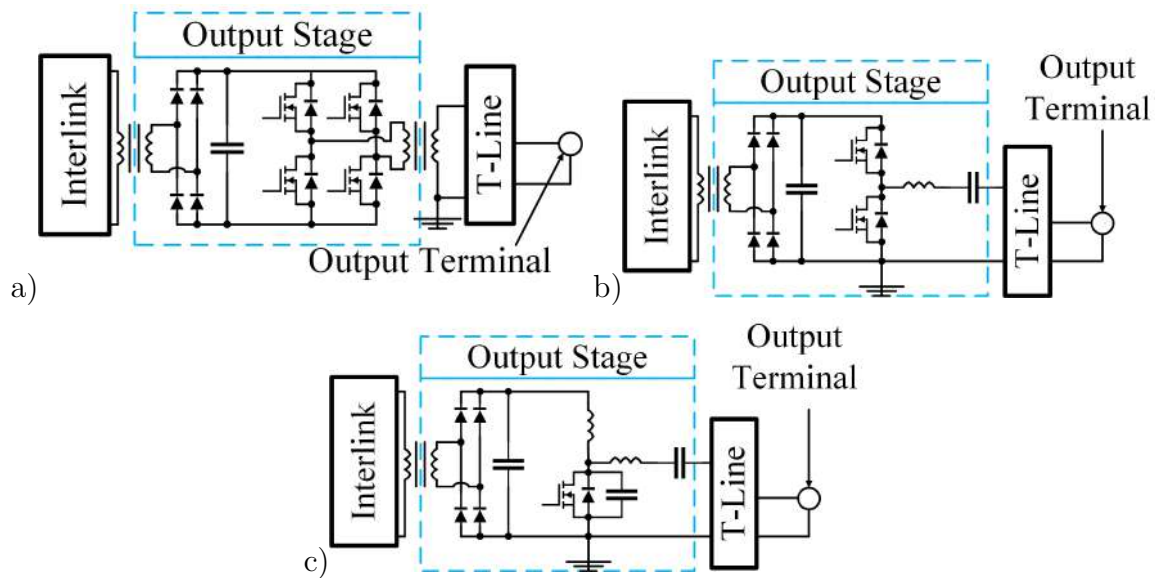 Output Stage
Interlink
T-Line
Output Terminal
a)
Output
Terminal
Output Stage
Interlink
T-Line
b)
Output
Terminal
Output Stage
Interlink
T-Line
c)